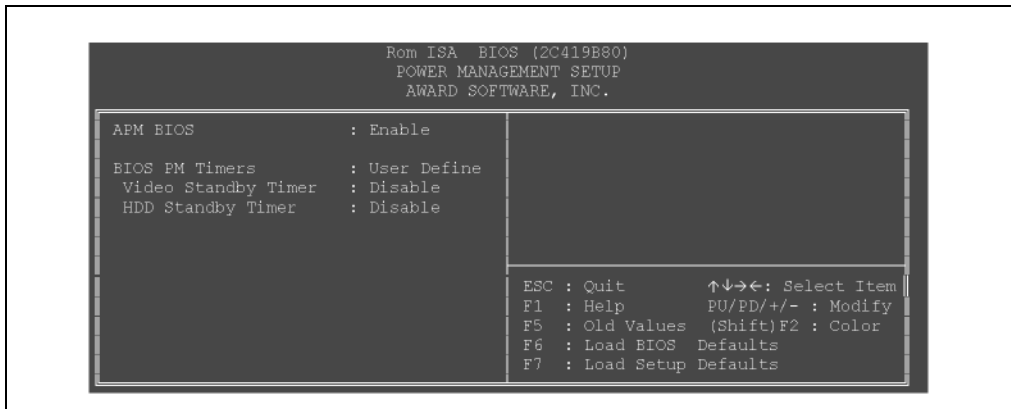 Rom ISA BIOS (2C419B80)
POWER MANAGEMENT SETUP
AWARD SOFTWARE, INC.
APM BIOS : Enable
BIOS PM Timers : User Define
Video Standby Timer : Disable
HDD Standby Timer : Disable
ESC : Quit ↑↓→←: Select Item
F1 : Help PU/PD/+/- : Modify
F5 : Old Values (Shift)F2 : Color
F6 : Load BIOS Defaults
F7 : Load Setup Defaults